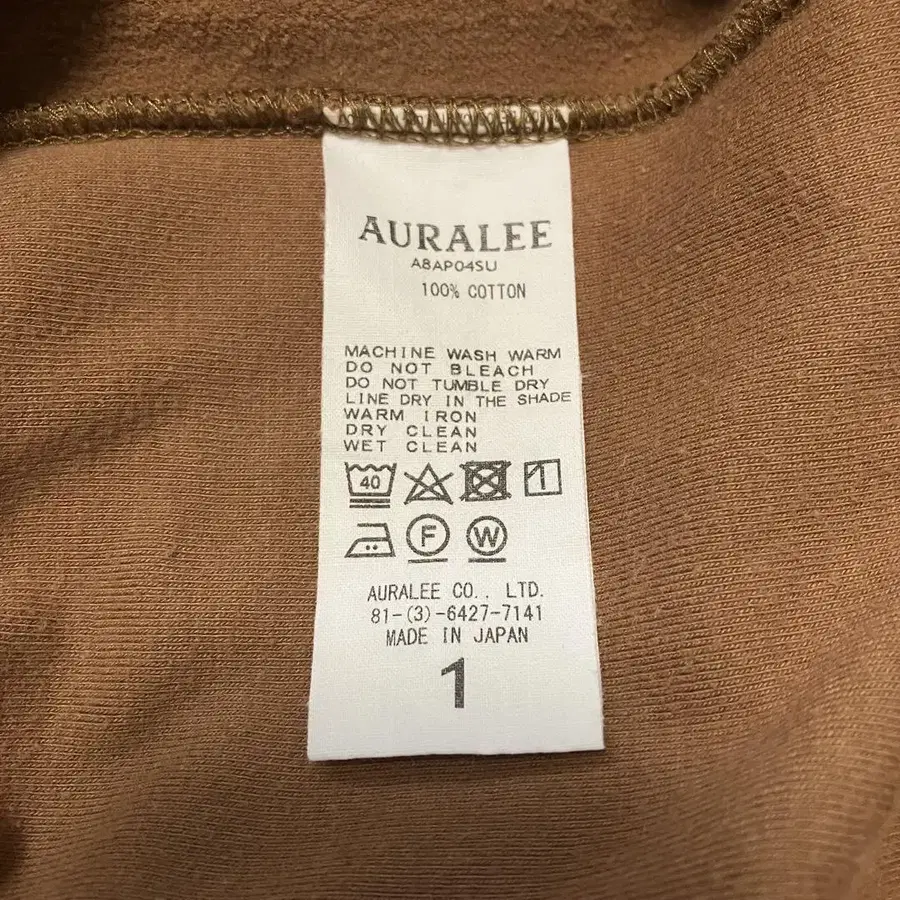 AURALEE
A8AP04SU
100% COTTON
MACHINE WASH WARM
DO NOT BLEACH
DO NOT TUMBLE DRY
LINE DRY IN THE SHADE
WARM IRON
DRY CLEAN
WET CLEAN
40
F W
AURALEE CO., LTD.
81-(3)-6427-7141
MADE IN JAPAN
1